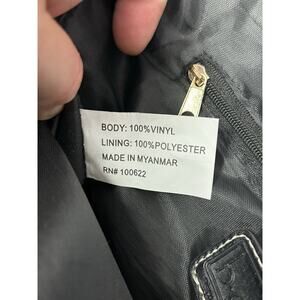 BODY: 100%VINYL
LINING: 100%POLYESTER
MADE IN MYANMAR
RN# 100622